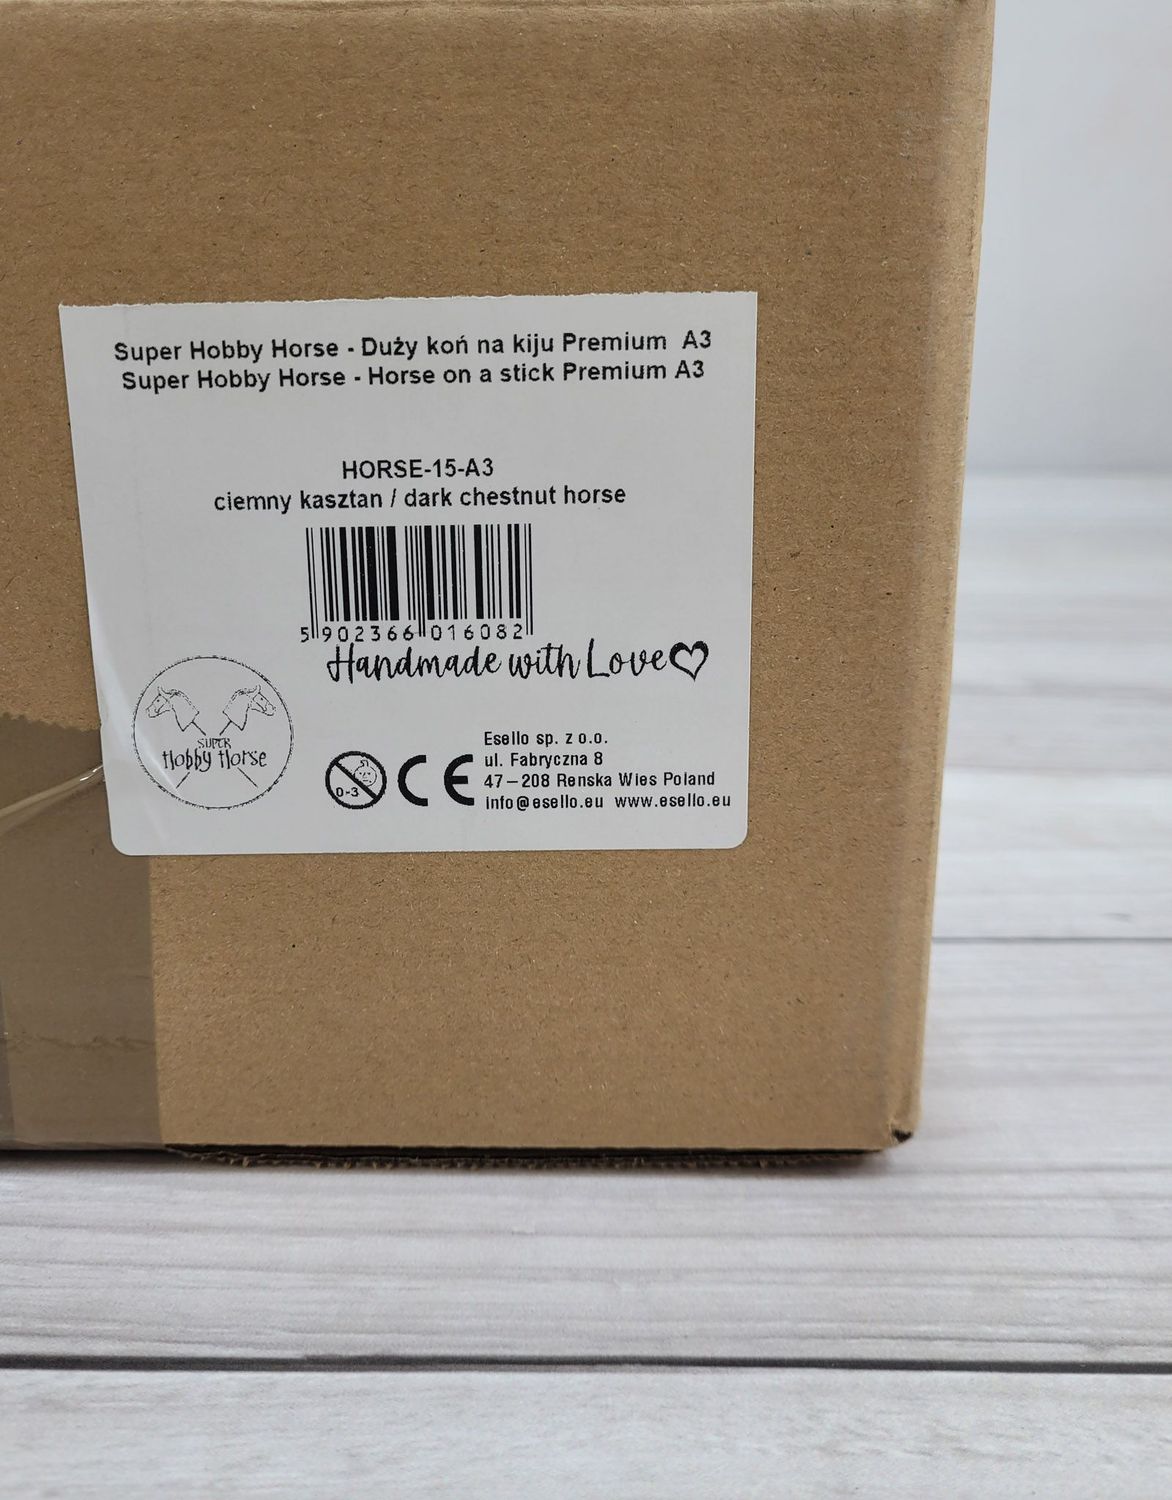 Super Hobby Horse - Duży koń na kiju Premium A3
Super Hobby Horse - Horse on a stick Premium A3
HORSE-15-A3
ciemny kasztan / dark chestnut horse
5 902366 016082
Handmade with Love
SUPER
Hobby Horse
0-3
CE
Esello sp. z o.o.
ul. Fabryczna 8
47-208 Renska Wies Poland
info@esello.eu www.esello.eu